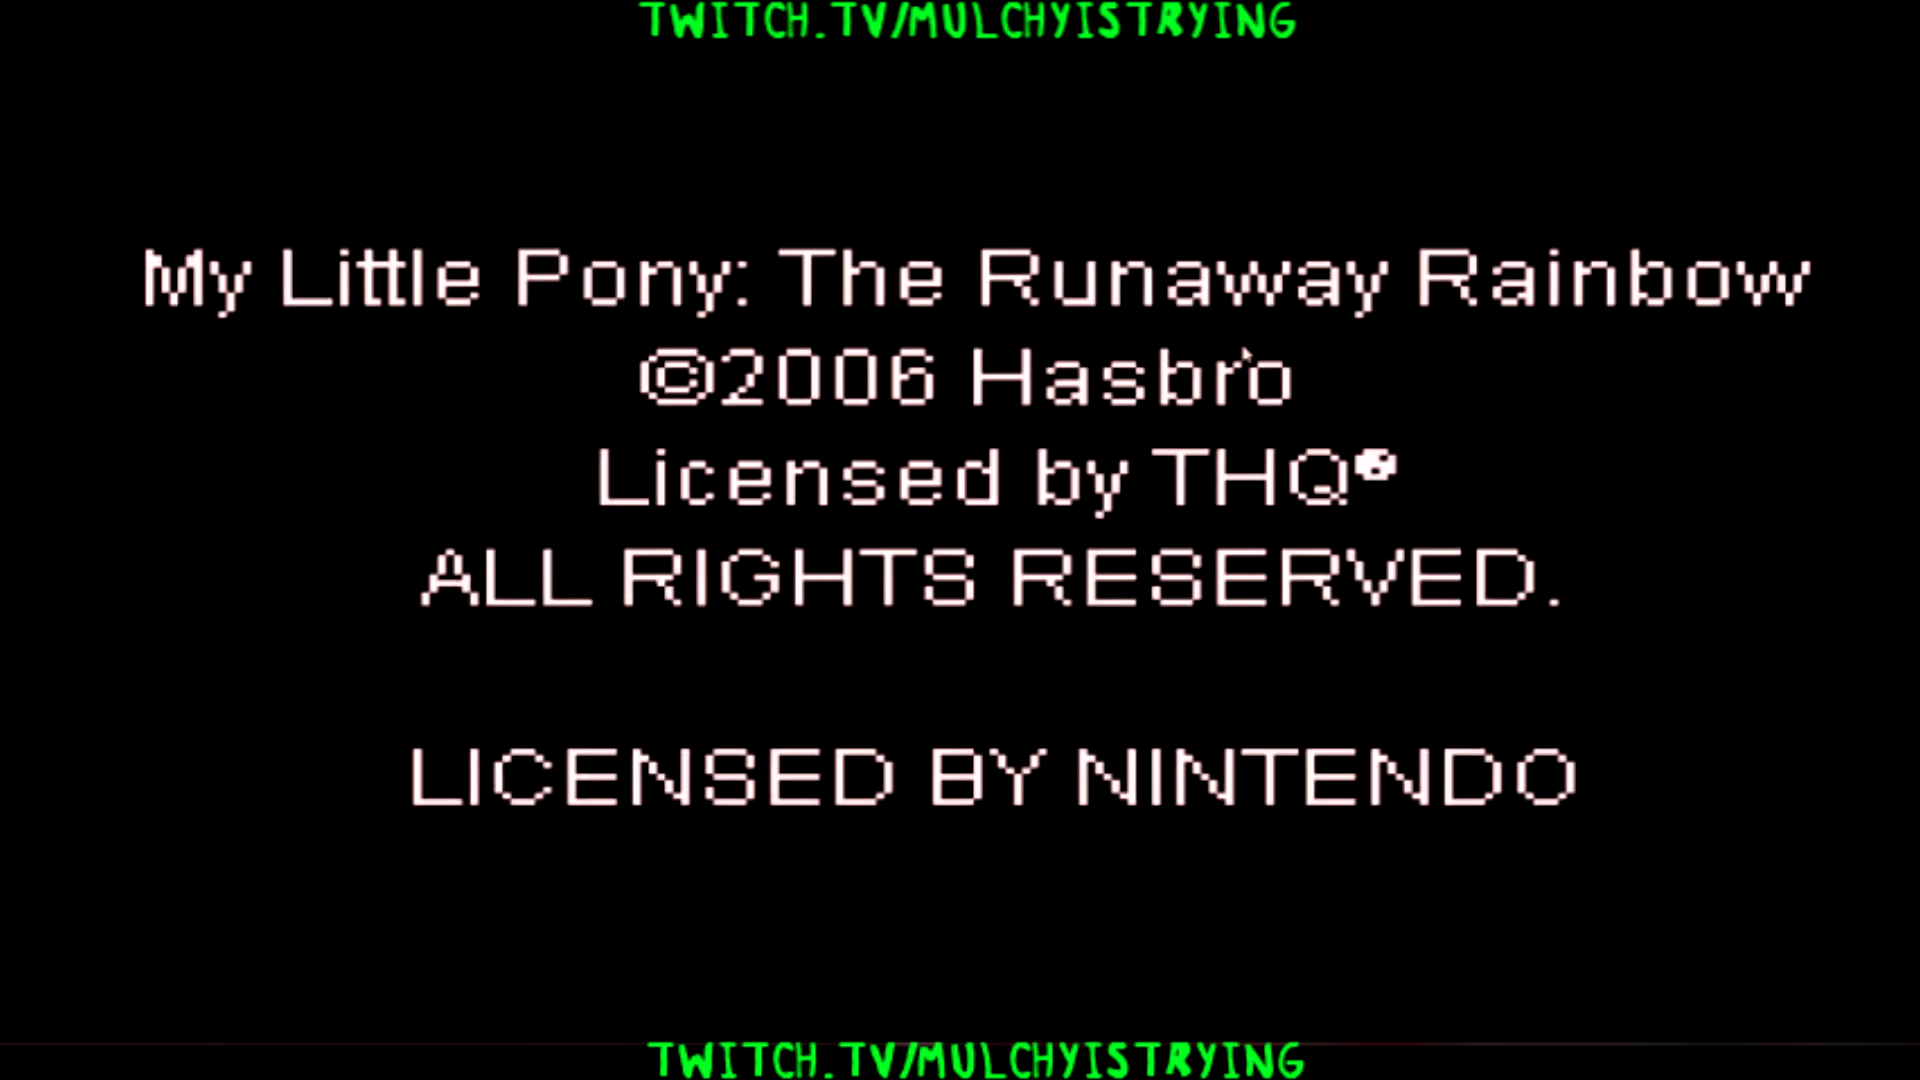 TWITCH.TV/MULCHYISTRYING
My Little Pony: The Runaway Rainbow
©2006 Hasbro
Licensed by THQ®
ALL RIGHTS RESERVED.
LICENSED BY NINTENDO
TWITCH.TV/MULCHYISTRYING